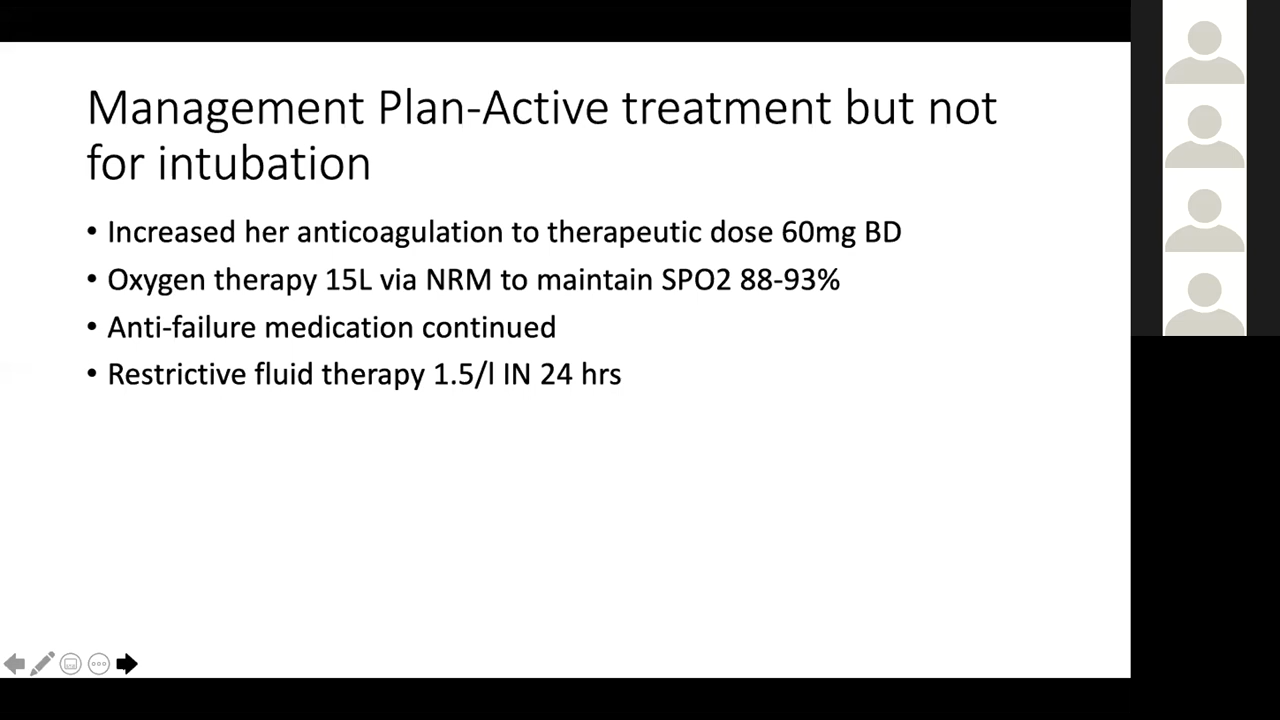 Management Plan-Active treatment but not
for intubation
• Increased her anticoagulation to therapeutic dose 60mg BD
• Oxygen therapy 15L via NRM to maintain SPO2 88-93%
• Anti-failure medication continued
• Restrictive fluid therapy 1.5/l IN 24 hrs